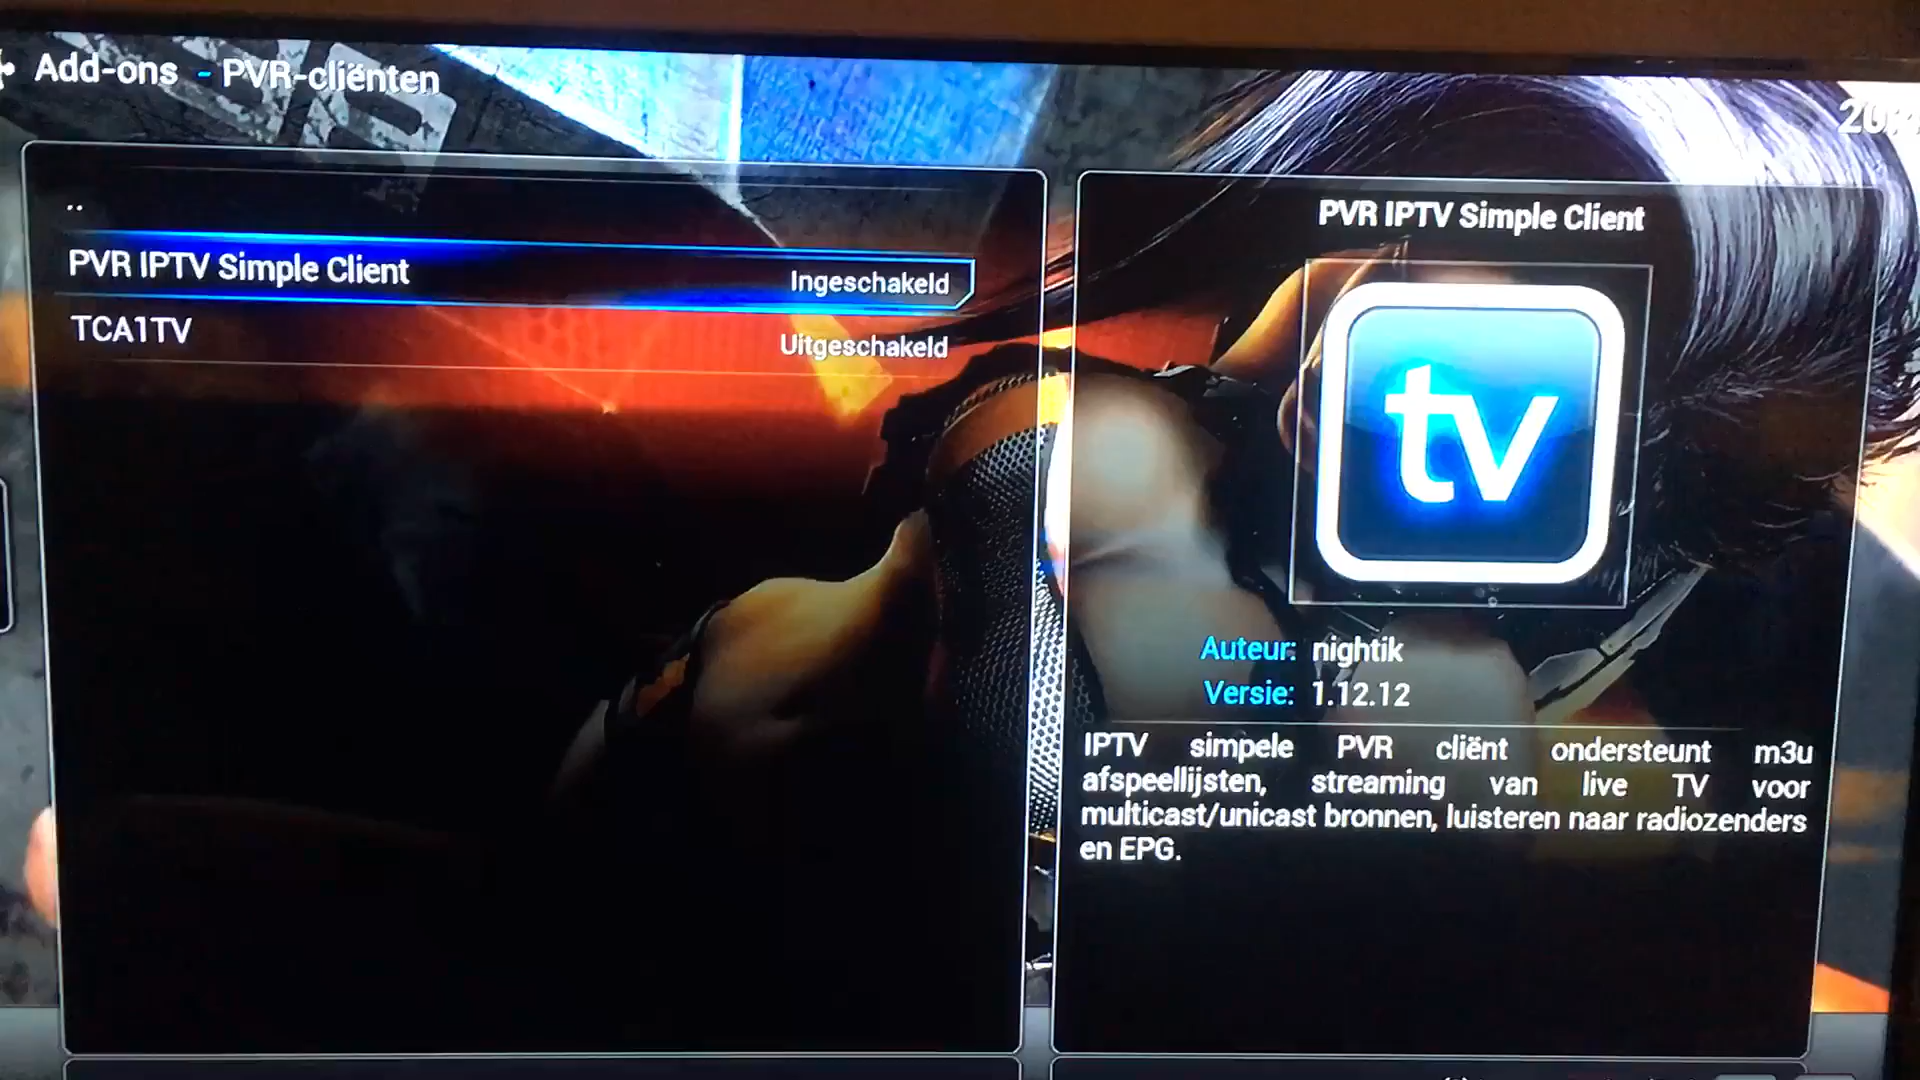 Add-ons - PVR-cliënten
..
PVR IPTV Simple Client Ingeschakeld
TCA1TV Uitgeschakeld
PVR IPTV Simple Client
tv
Auteur: nightik
Versie: 1.12.12
IPTV simpele PVR cliënt ondersteunt m3u
afspeellijsten, streaming van live TV voor
multicast/unicast bronnen, luisteren naar radiozenders
en EPG.